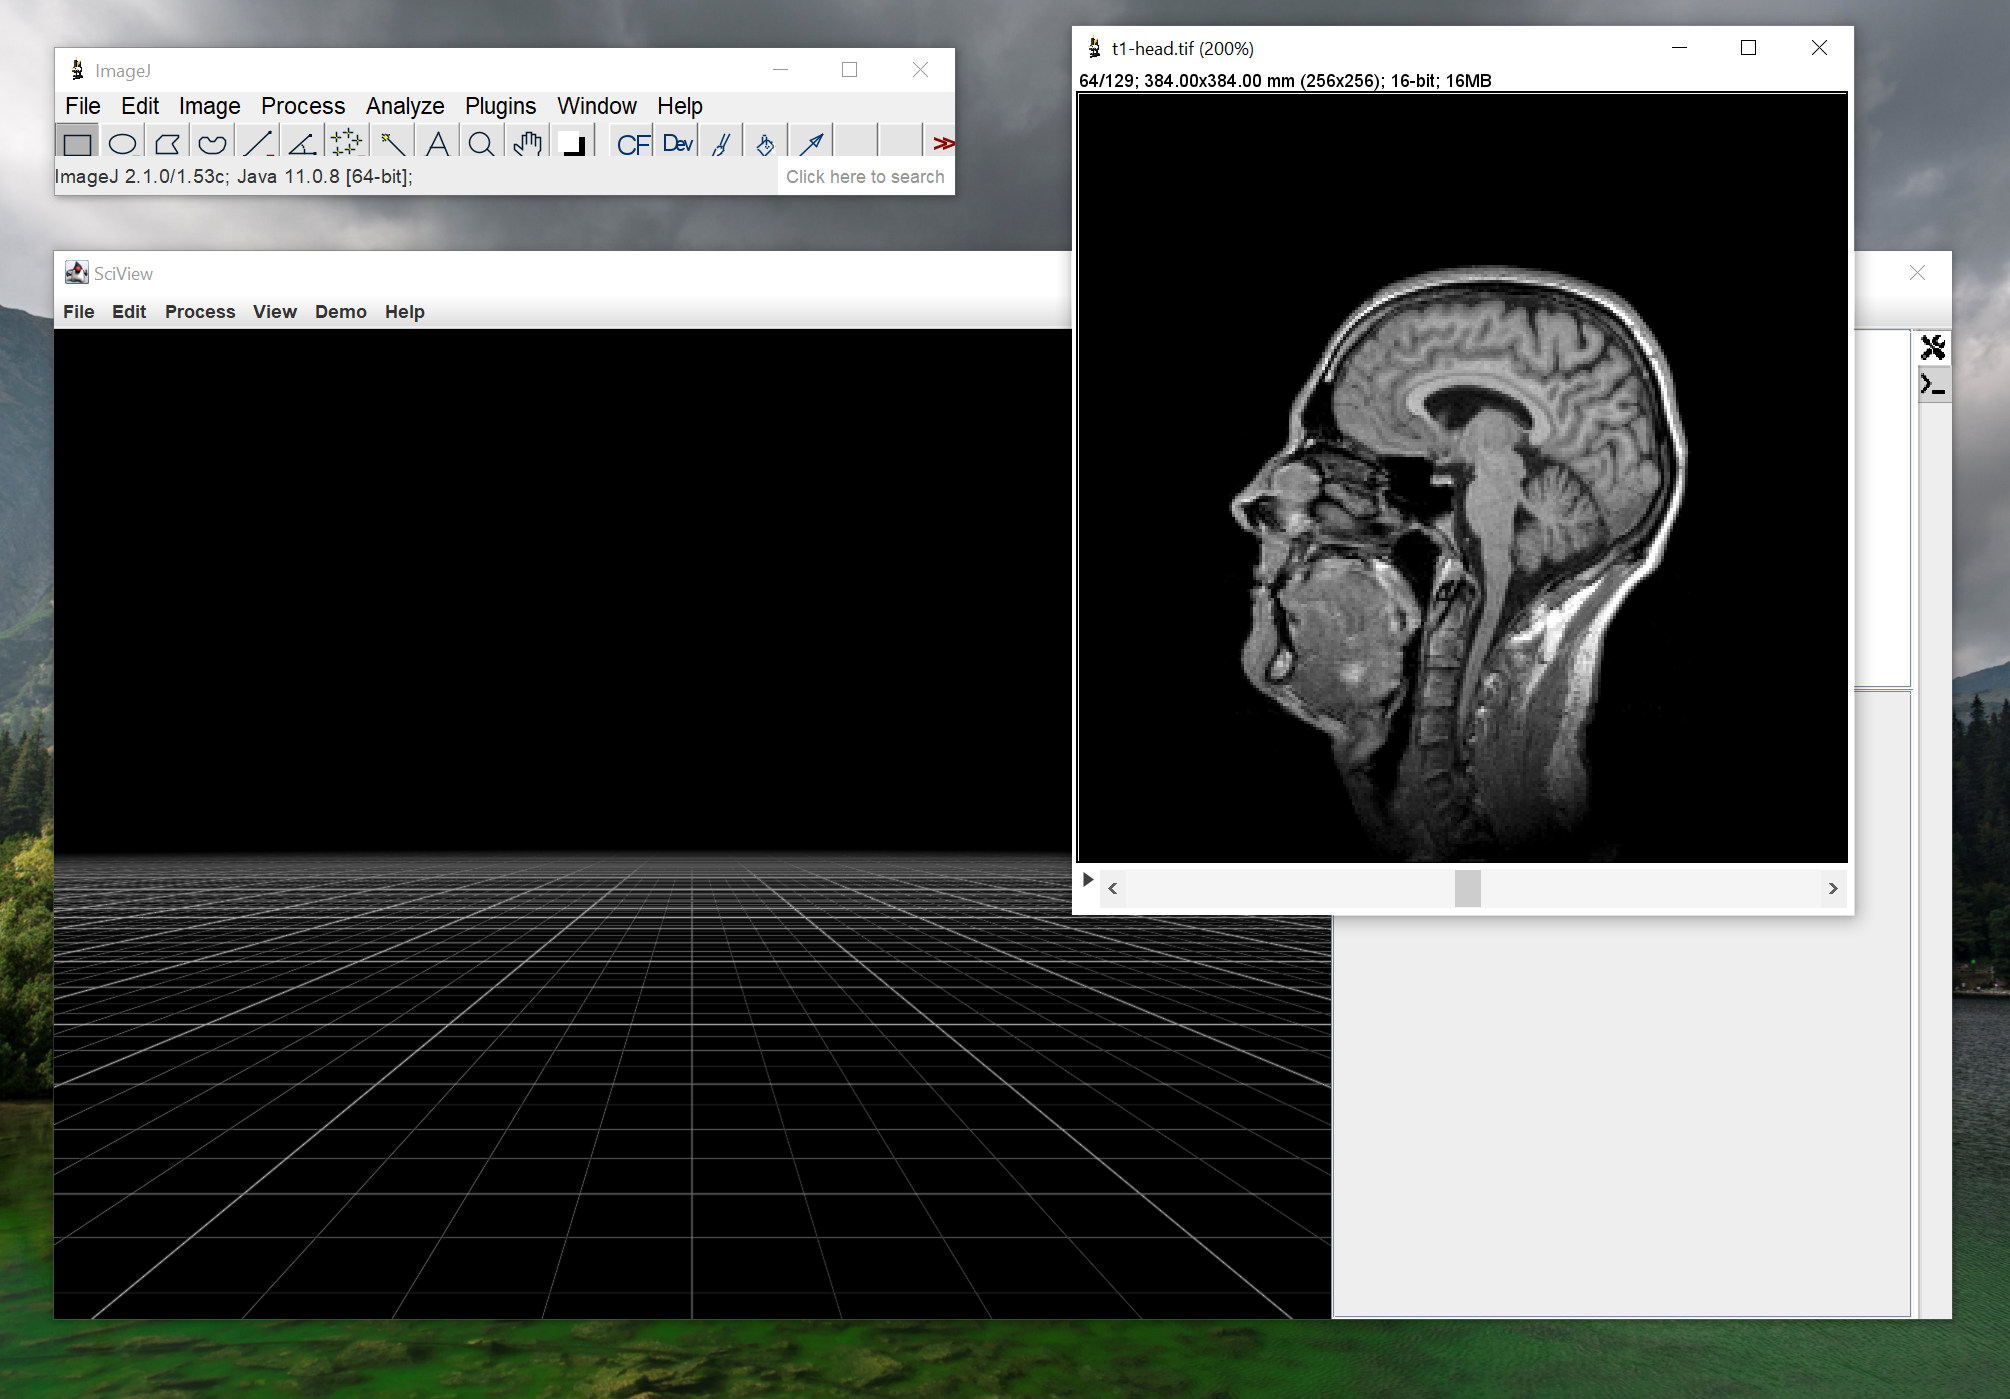 ImageJ
File Edit Image Process Analyze Plugins Window Help
CF Dev
ImageJ 2.1.0/1.53c; Java 11.0.8 [64-bit];
Click here to search
t1-head.tif (200%)
64/129; 384.00x384.00 mm (256x256); 16-bit; 16MB
SciView
File Edit Process View Demo Help